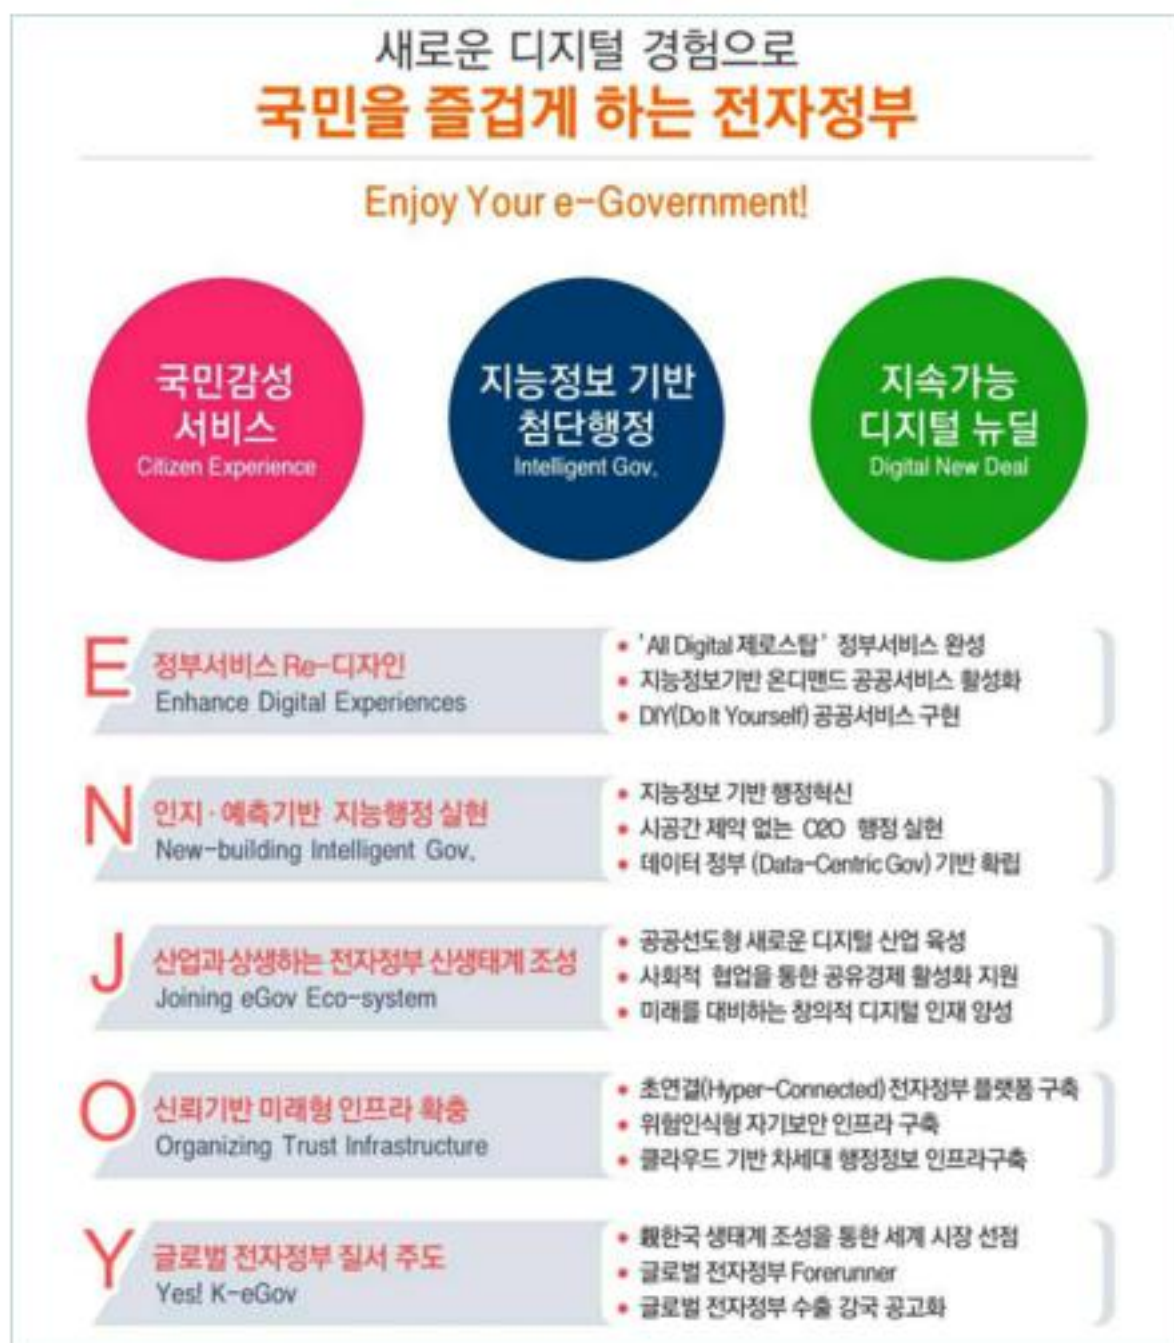 새로운 디지털 경험으로
국민을 즐겁게 하는 전자정부
Enjoy Your e-Government!
국민감성
서비스
Citizen Experience
지능정보 기반
첨단행정
Intelligent Gov.
지속가능
디지털 뉴딜
Digital New Deal
E
정부서비스 Re-디자인
Enhance Digital Experiences
• 'All Digital 제로스탑' 정부서비스 완성
• 지능정보기반 온디맨드 공공서비스 활성화
• DIY(Do It Yourself) 공공서비스 구현
N
인지·예측기반 지능행정 실현
New-building Intelligent Gov.
• 지능정보 기반 행정혁신
• 시공간 제약 없는 O2O 행정 실현
• 데이터 정부 (Data-Centric Gov) 기반 확립
J
산업과 상생하는 전자정부 신생태계 조성
Joining eGov Eco-system
• 공공선도형 새로운 디지털 산업 육성
• 사회적 협업을 통한 공유경제 활성화 지원
• 미래를 대비하는 창의적 디지털 인재 양성
O
신뢰기반 미래형 인프라 확충
Organizing Trust Infrastructure
• 초연결(Hyper-Connected) 전자정부 플랫폼 구축
• 위험인식형 자기보안 인프라 구축
• 클라우드 기반 차세대 행정정보 인프라구축
Y
글로벌 전자정부 질서 주도
Yes! K-eGov
• 親한국 생태계 조성을 통한 세계 시장 선점
• 글로벌 전자정부 Forerunner
• 글로벌 전자정부 수출 강국 공고화